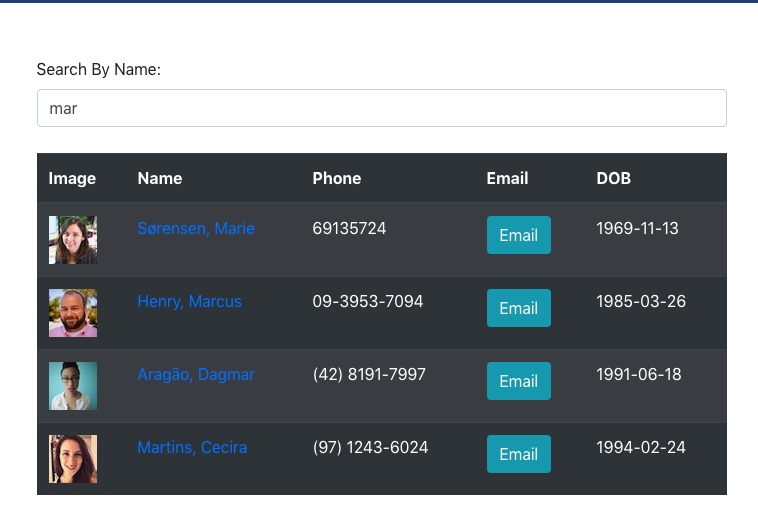 Search By Name:
mar
Image Name Phone Email DOB
Sørensen, Marie 69135724 Email 1969-11-13
Henry, Marcus 09-3953-7094 Email 1985-03-26
Aragão, Dagmar (42) 8191-7997 Email 1991-06-18
Martins, Cecira (97) 1243-6024 Email 1994-02-24